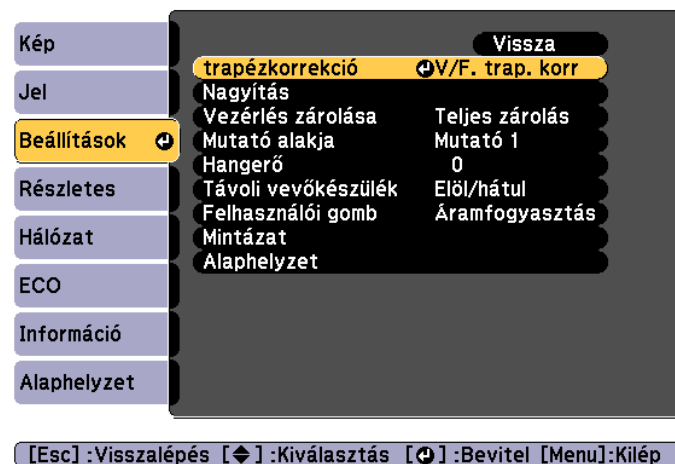 Kép
Jel
Beállítások
Részletes
Hálózat
ECO
Információ
Alaphelyzet
Vissza
trapézkorrekció V/F. trap. korr
Nagyítás
Vezérlés zárolása Teljes zárolás
Mutató alakja Mutató 1
Hangerő 0
Távoli vevőkészülék Elöl/hátul
Felhasználói gomb Áramfogyasztás
Mintázat
Alaphelyzet
[Esc] :Visszalépés [◆] :Kiválasztás [⏎] :Bevitel [Menu]:Kilép